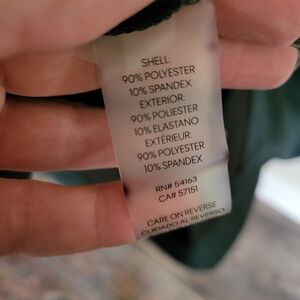 SHELL:
90% POLYESTER
10% SPANDEX
EXTERIOR:
90% POLIESTER
10% ELASTANO
EXTÉRIEUR:
90% POLYESTER
10% SPANDEX
RN# 54163
CA# 57151
CARE ON REVERSE
CUIDADO AL REVERSO